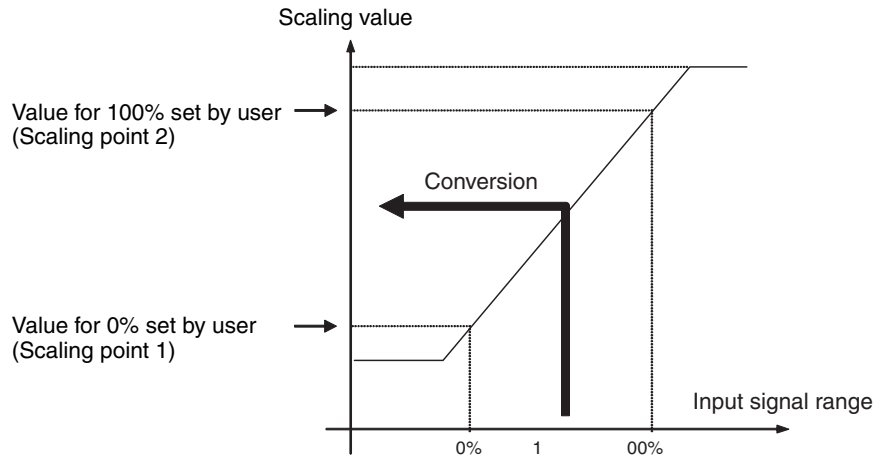 Scaling value
Value for 100% set by user
(Scaling point 2)
Conversion
Value for 0% set by user
(Scaling point 1)
Input signal range
0% 1 00%